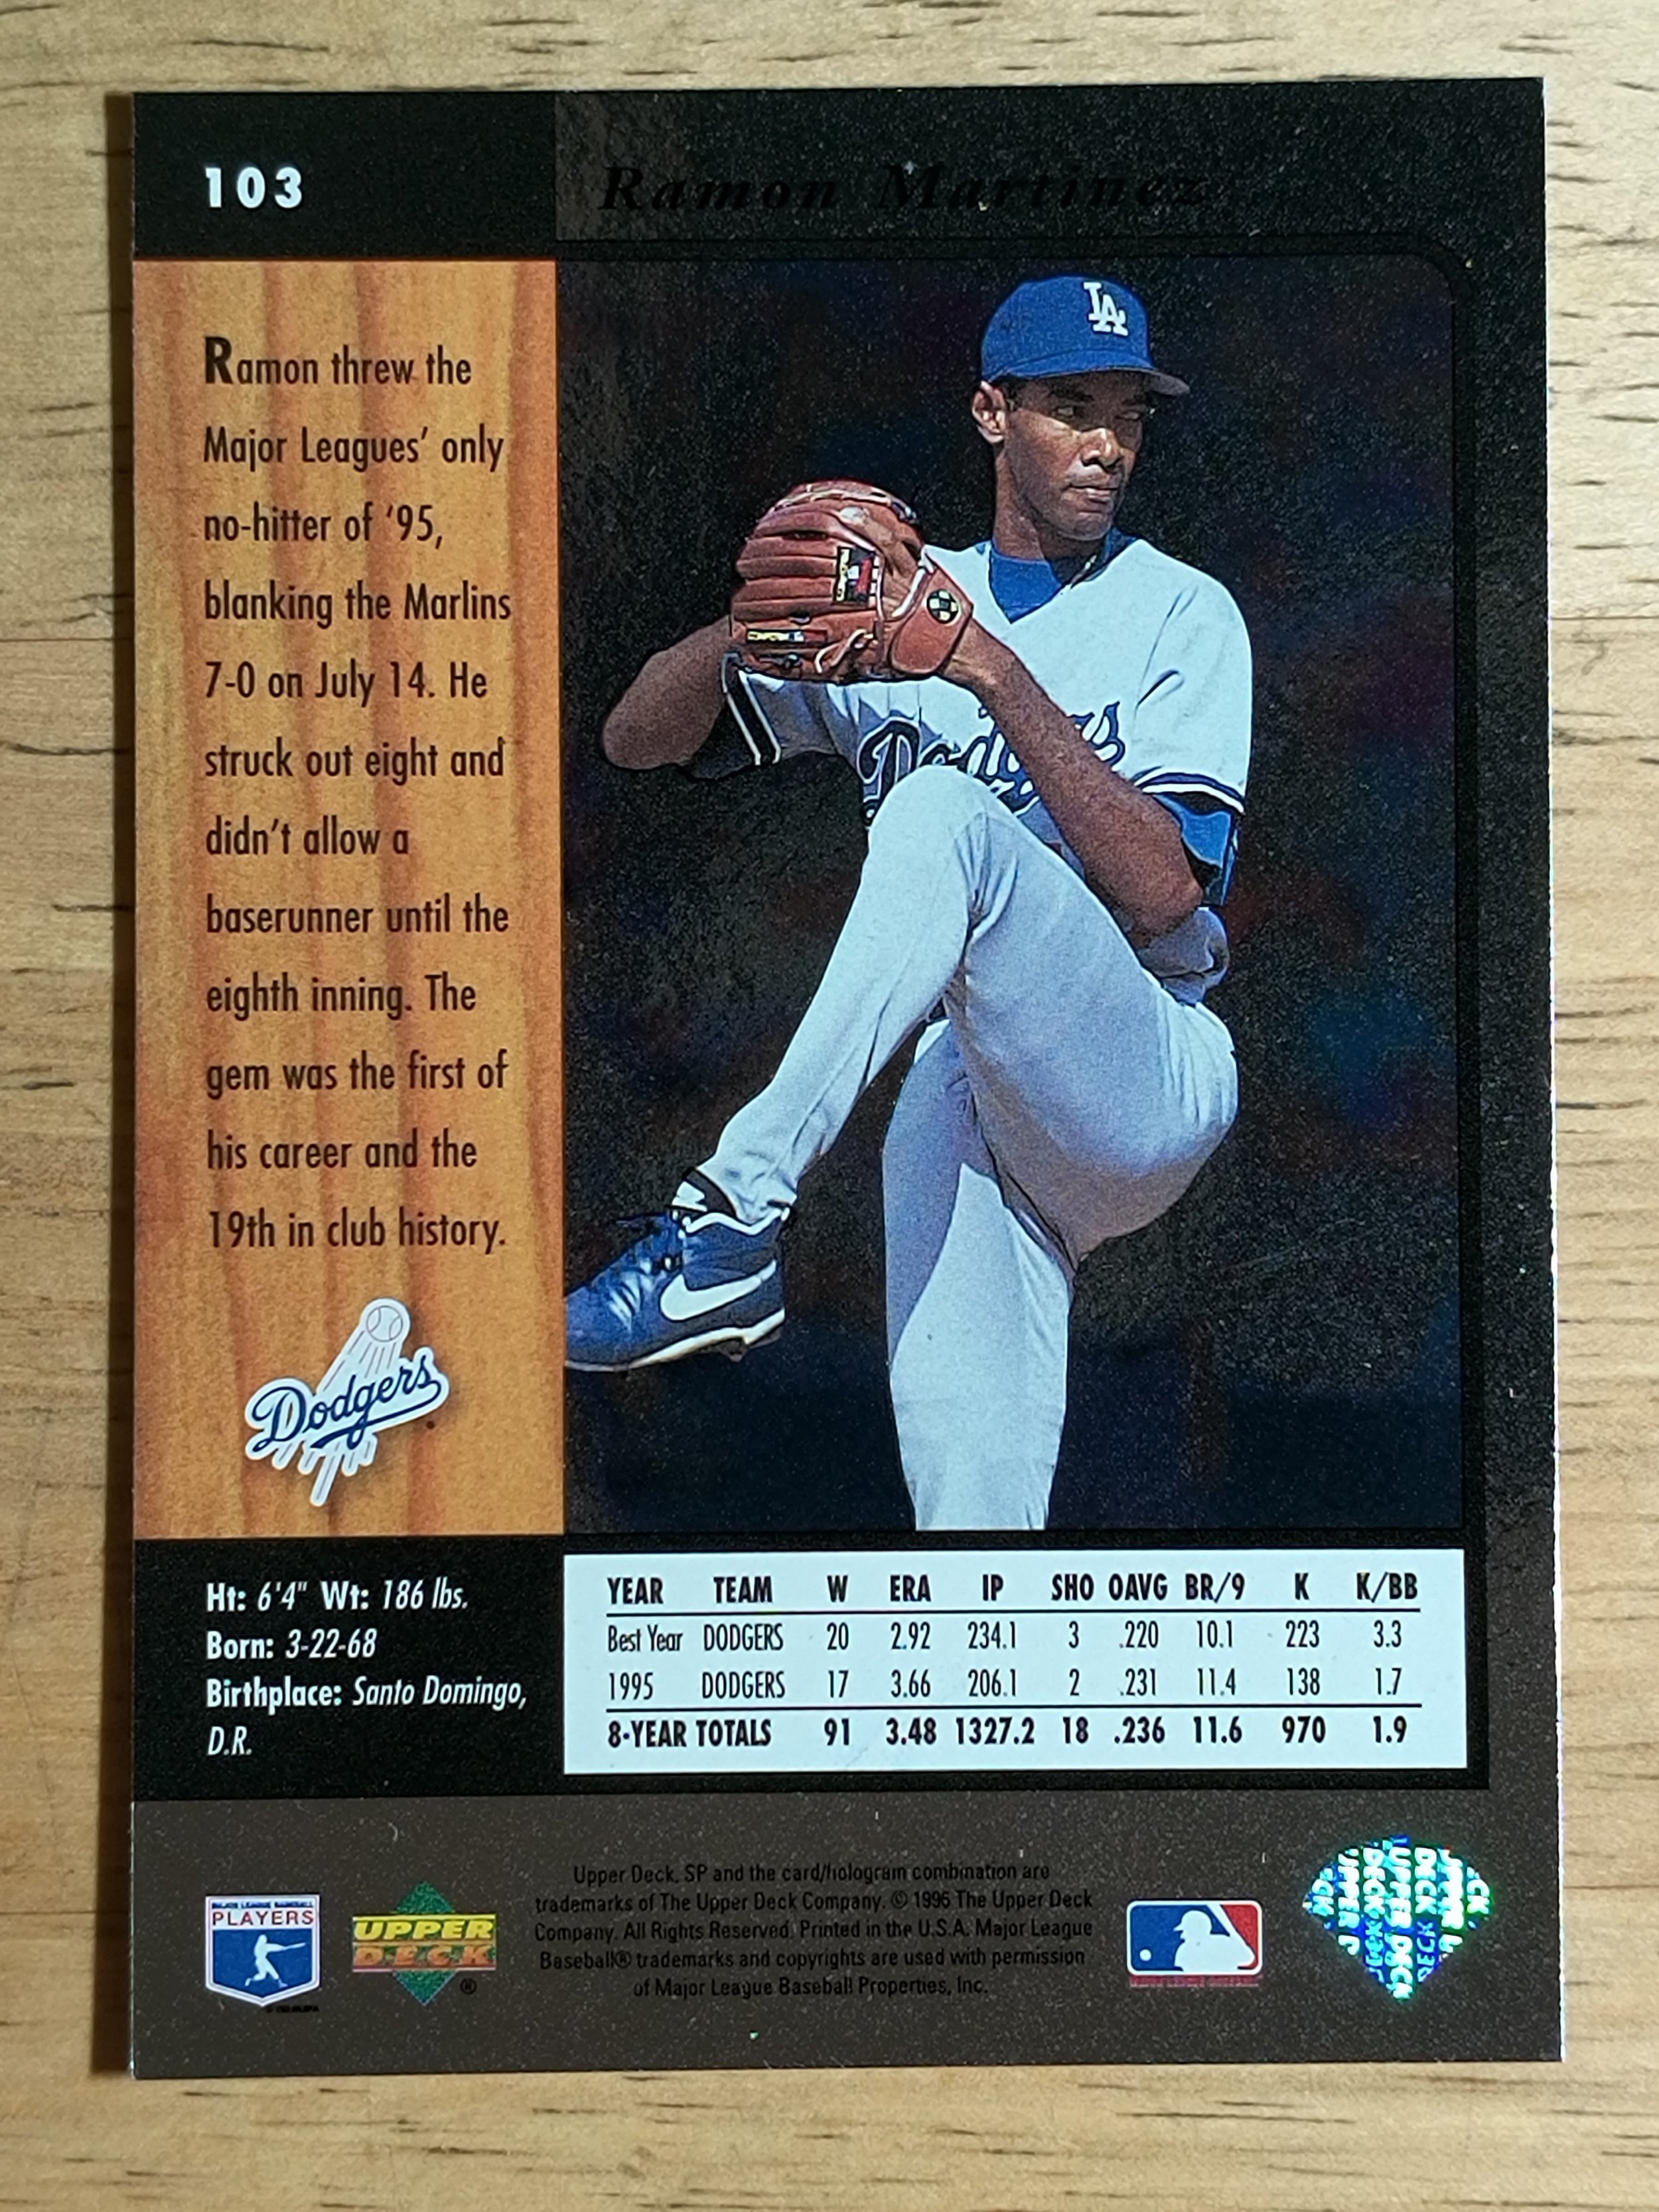 103
Ramon Martinez
LA
Dodgers
Ramon threw the
Major Leagues' only
no-hitter of '95,
blanking the Marlins
7-0 on July 14. He
struck out eight and
didn't allow a
baserunner until the
eighth inning. The
gem was the first of
his career and the
19th in club history.
Dodgers
Ht: 6'4" Wt: 186 lbs.
Born: 3-22-68
Birthplace: Santo Domingo,
D.R.
YEAR TEAM W ERA IP SHO OAVG BR/9 K K/BB
Best Year DODGERS 20 2.92 234.1 3 .220 10.1 223 3.3
1995 DODGERS 17 3.66 206.1 2 .231 11.4 138 1.7
8-YEAR TOTALS 91 3.48 1327.2 18 .236 11.6 970 1.9
MAJOR LEAGUE BASEBALL
PLAYERS
UPPER
DECK
®
Upper Deck, SP and the card/hologram combination are
trademarks of The Upper Deck Company. © 1996 The Upper Deck
Company. All Rights Reserved. Printed in the U.S.A. Major League
Baseball® trademarks and copyrights are used with permission
of Major League Baseball Properties, Inc.
UPPER DECK